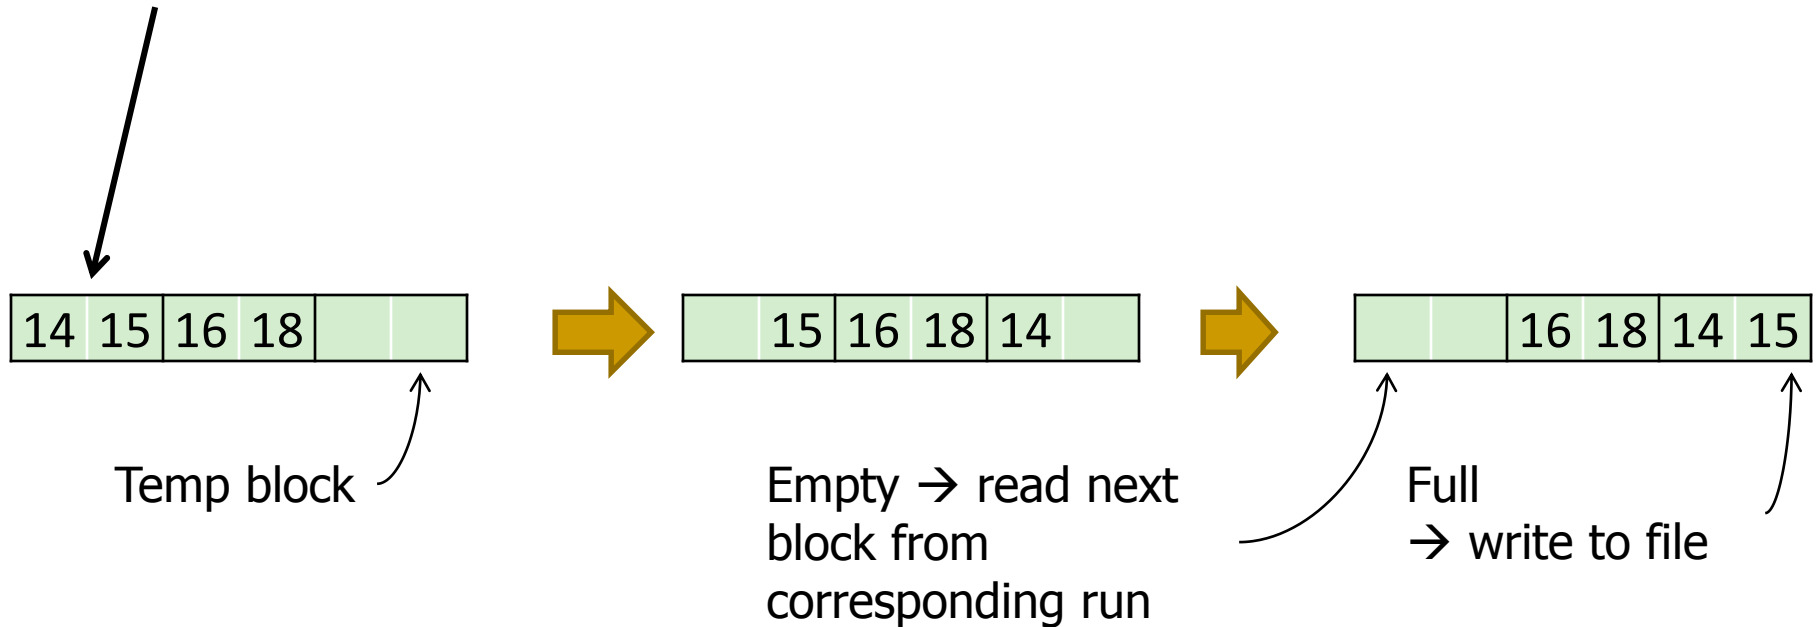 14 15 16 18
15 16 18 14
16 18 14 15
Temp block
Empty → read next
block from
corresponding run
Full
→ write to file